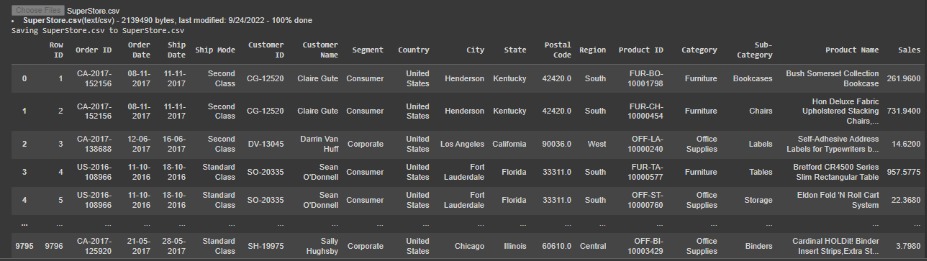 Choose Files SuperStore.csv
• SuperStore.csv(text/csv) - 2139490 bytes, last modified: 9/24/2022 - 100% done
Saving SuperStore.csv to SuperStore.csv
Row ID Order ID Order Date Ship Date Ship Mode Customer ID Customer Name Segment Country City State Postal Code Region Product ID Category Sub-Category Product Name Sales
0 1 CA-2017-152156 08-11-2017 11-11-2017 Second Class CG-12520 Claire Gute Consumer United States Henderson Kentucky 42420.0 South FUR-BO-10001798 Furniture Bookcases Bush Somerset Collection Bookcase 261.9600
1 2 CA-2017-152156 08-11-2017 11-11-2017 Second Class CG-12520 Claire Gute Consumer United States Henderson Kentucky 42420.0 South FUR-CH-10000454 Furniture Chairs Hon Deluxe Fabric Upholstered Stacking Chairs,... 731.9400
2 3 CA-2017-138688 12-06-2017 16-06-2017 Second Class DV-13045 Darrin Van Huff Corporate United States Los Angeles California 90036.0 West OFF-LA-10000240 Office Supplies Labels Self-Adhesive Address Labels for Typewriters b... 14.6200
3 4 US-2016-108966 11-10-2016 18-10-2016 Standard Class SO-20335 Sean O'Donnell Consumer United States Fort Lauderdale Florida 33311.0 South FUR-TA-10000577 Furniture Tables Bretford CR4500 Series Slim Rectangular Table 957.5775
4 5 US-2016-108966 11-10-2016 18-10-2016 Standard Class SO-20335 Sean O'Donnell Consumer United States Fort Lauderdale Florida 33311.0 South OFF-ST-10000760 Office Supplies Storage Eldon Fold 'N Roll Cart System 22.3680
... ... ... ... ... ... ... ... ... ... ... ... ... ... ... ... ... ... ...
9795 9796 CA-2017-125920 21-05-2017 28-05-2017 Standard Class SH-19975 Sally Hughsby Corporate United States Chicago Illinois 60610.0 Central OFF-BI-10003429 Office Supplies Binders Cardinal HOLDit! Binder Insert Strips,Extra St... 3.7980